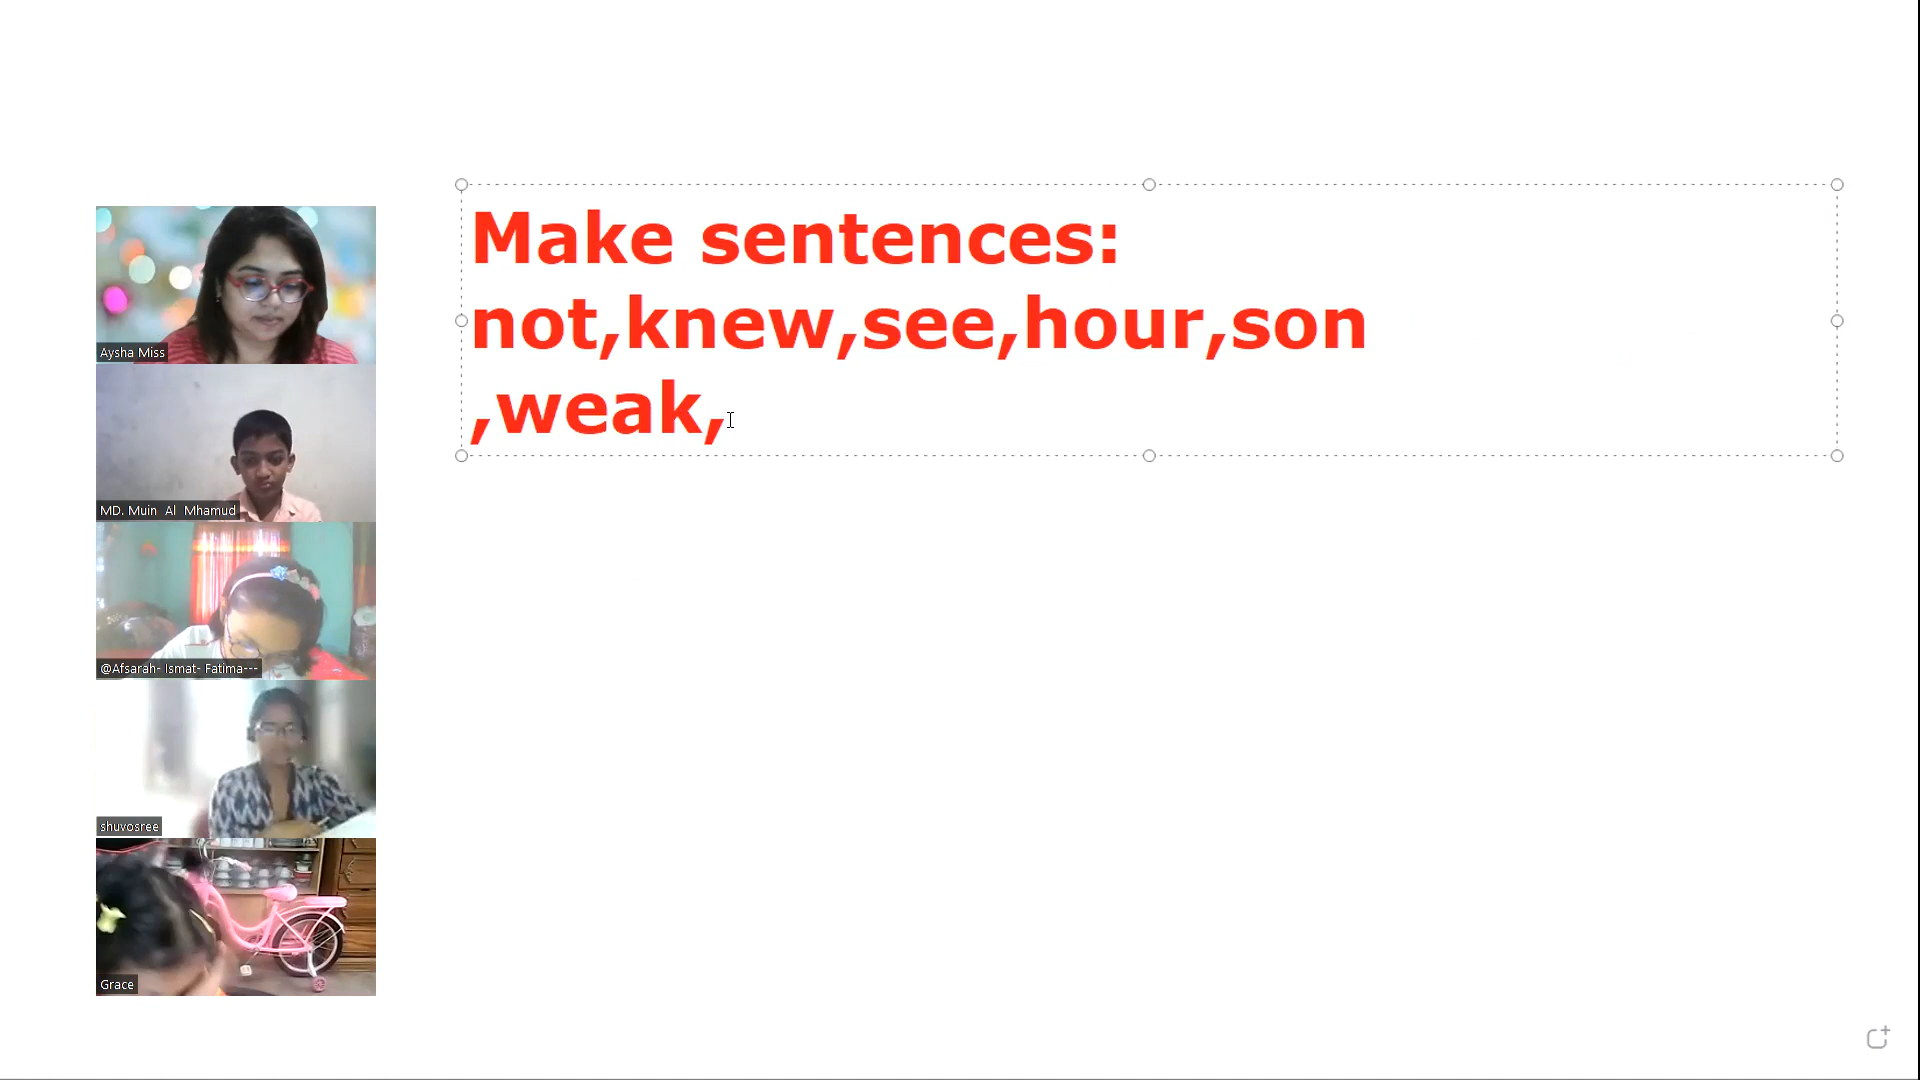 Make sentences:
not,knew,see,hour,son
,weak,
Aysha Miss
MD. Muin Al Mhamud
@Afsarah- Ismat- Fatima---
shuvosree
Grace